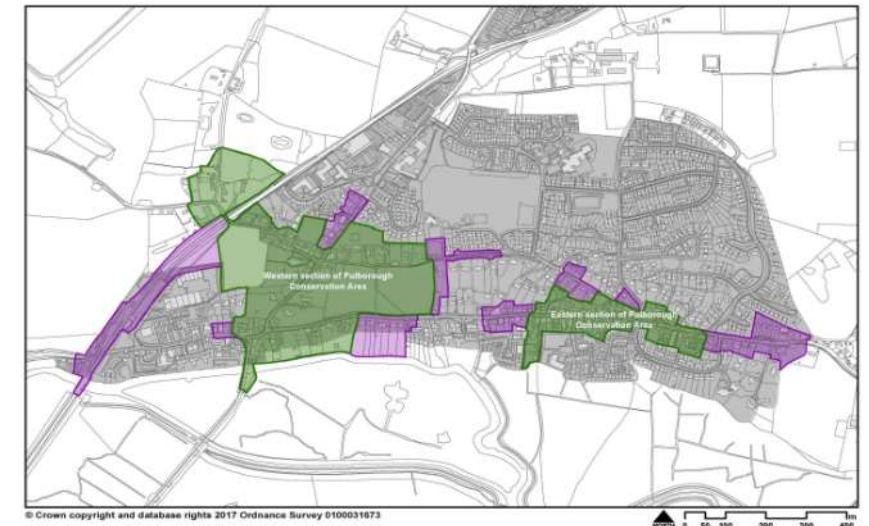 Western section of Pulborough
Conservation Area
Eastern section of Pulborough
Conservation Area
© Crown copyright and database rights 2017 Ordnance Survey 0100031673
NORTH
0 50 100 200 300 400
m